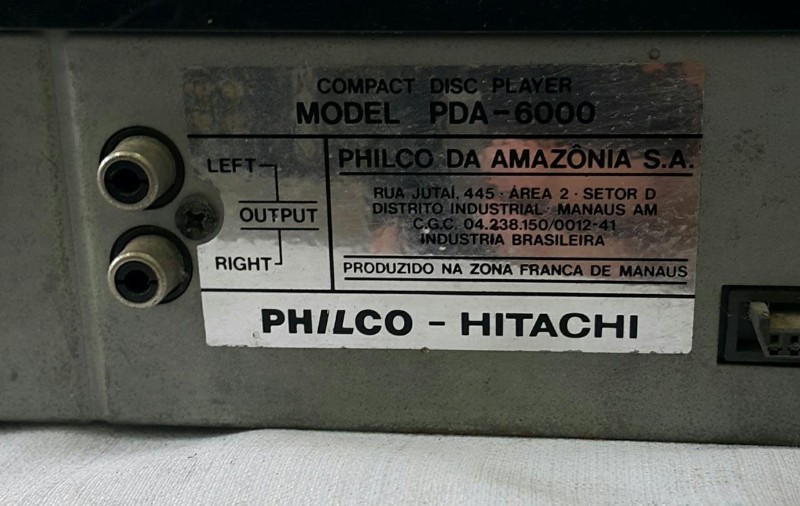 COMPACT DISC PLAYER
MODEL PDA-6000
LEFT
OUTPUT
RIGHT
PHILCO DA AMAZÔNIA S.A.
RUA JUTAÍ, 445 · ÁREA 2 · SETOR D
DISTRITO INDUSTRIAL · MANAUS AM
C.G.C. 04.238.150/0012-41
INDÚSTRIA BRASILEIRA
PRODUZIDO NA ZONA FRANCA DE MANAUS
PHILCO - HITACHI